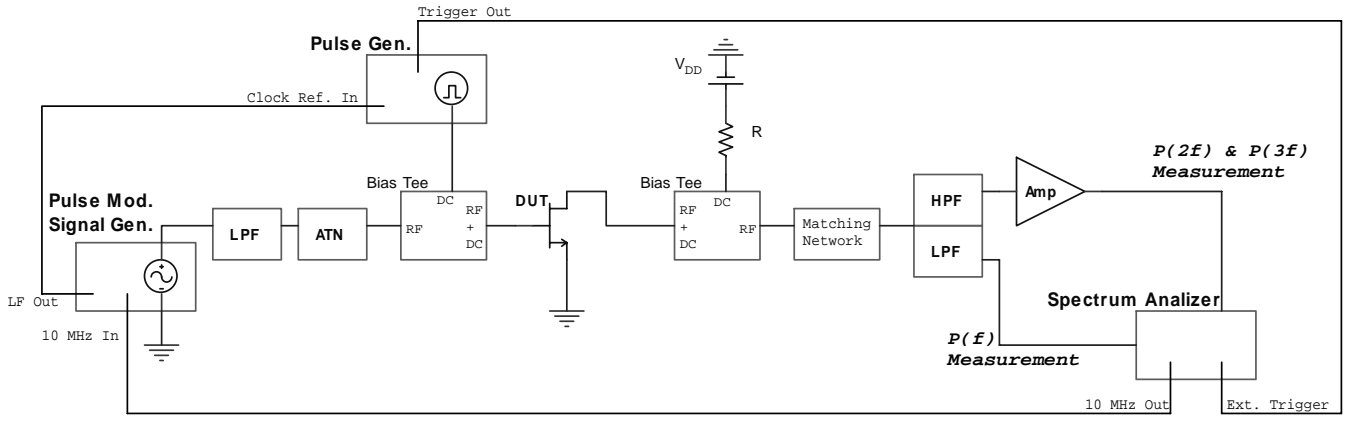 Trigger Out
Pulse Gen.
Clock Ref. In
V_DD
R
Pulse Mod.
Signal Gen.
LPF
ATN
Bias Tee
DC
RF
RF
+
DC
DUT
Bias Tee
DC
RF
+
DC
RF
Matching
Network
HPF
LPF
Amp
P(2f) & P(3f)
Measurement
Spectrum Analizer
P(f)
Measurement
LF Out
10 MHz In
10 MHz Out
Ext. Trigger